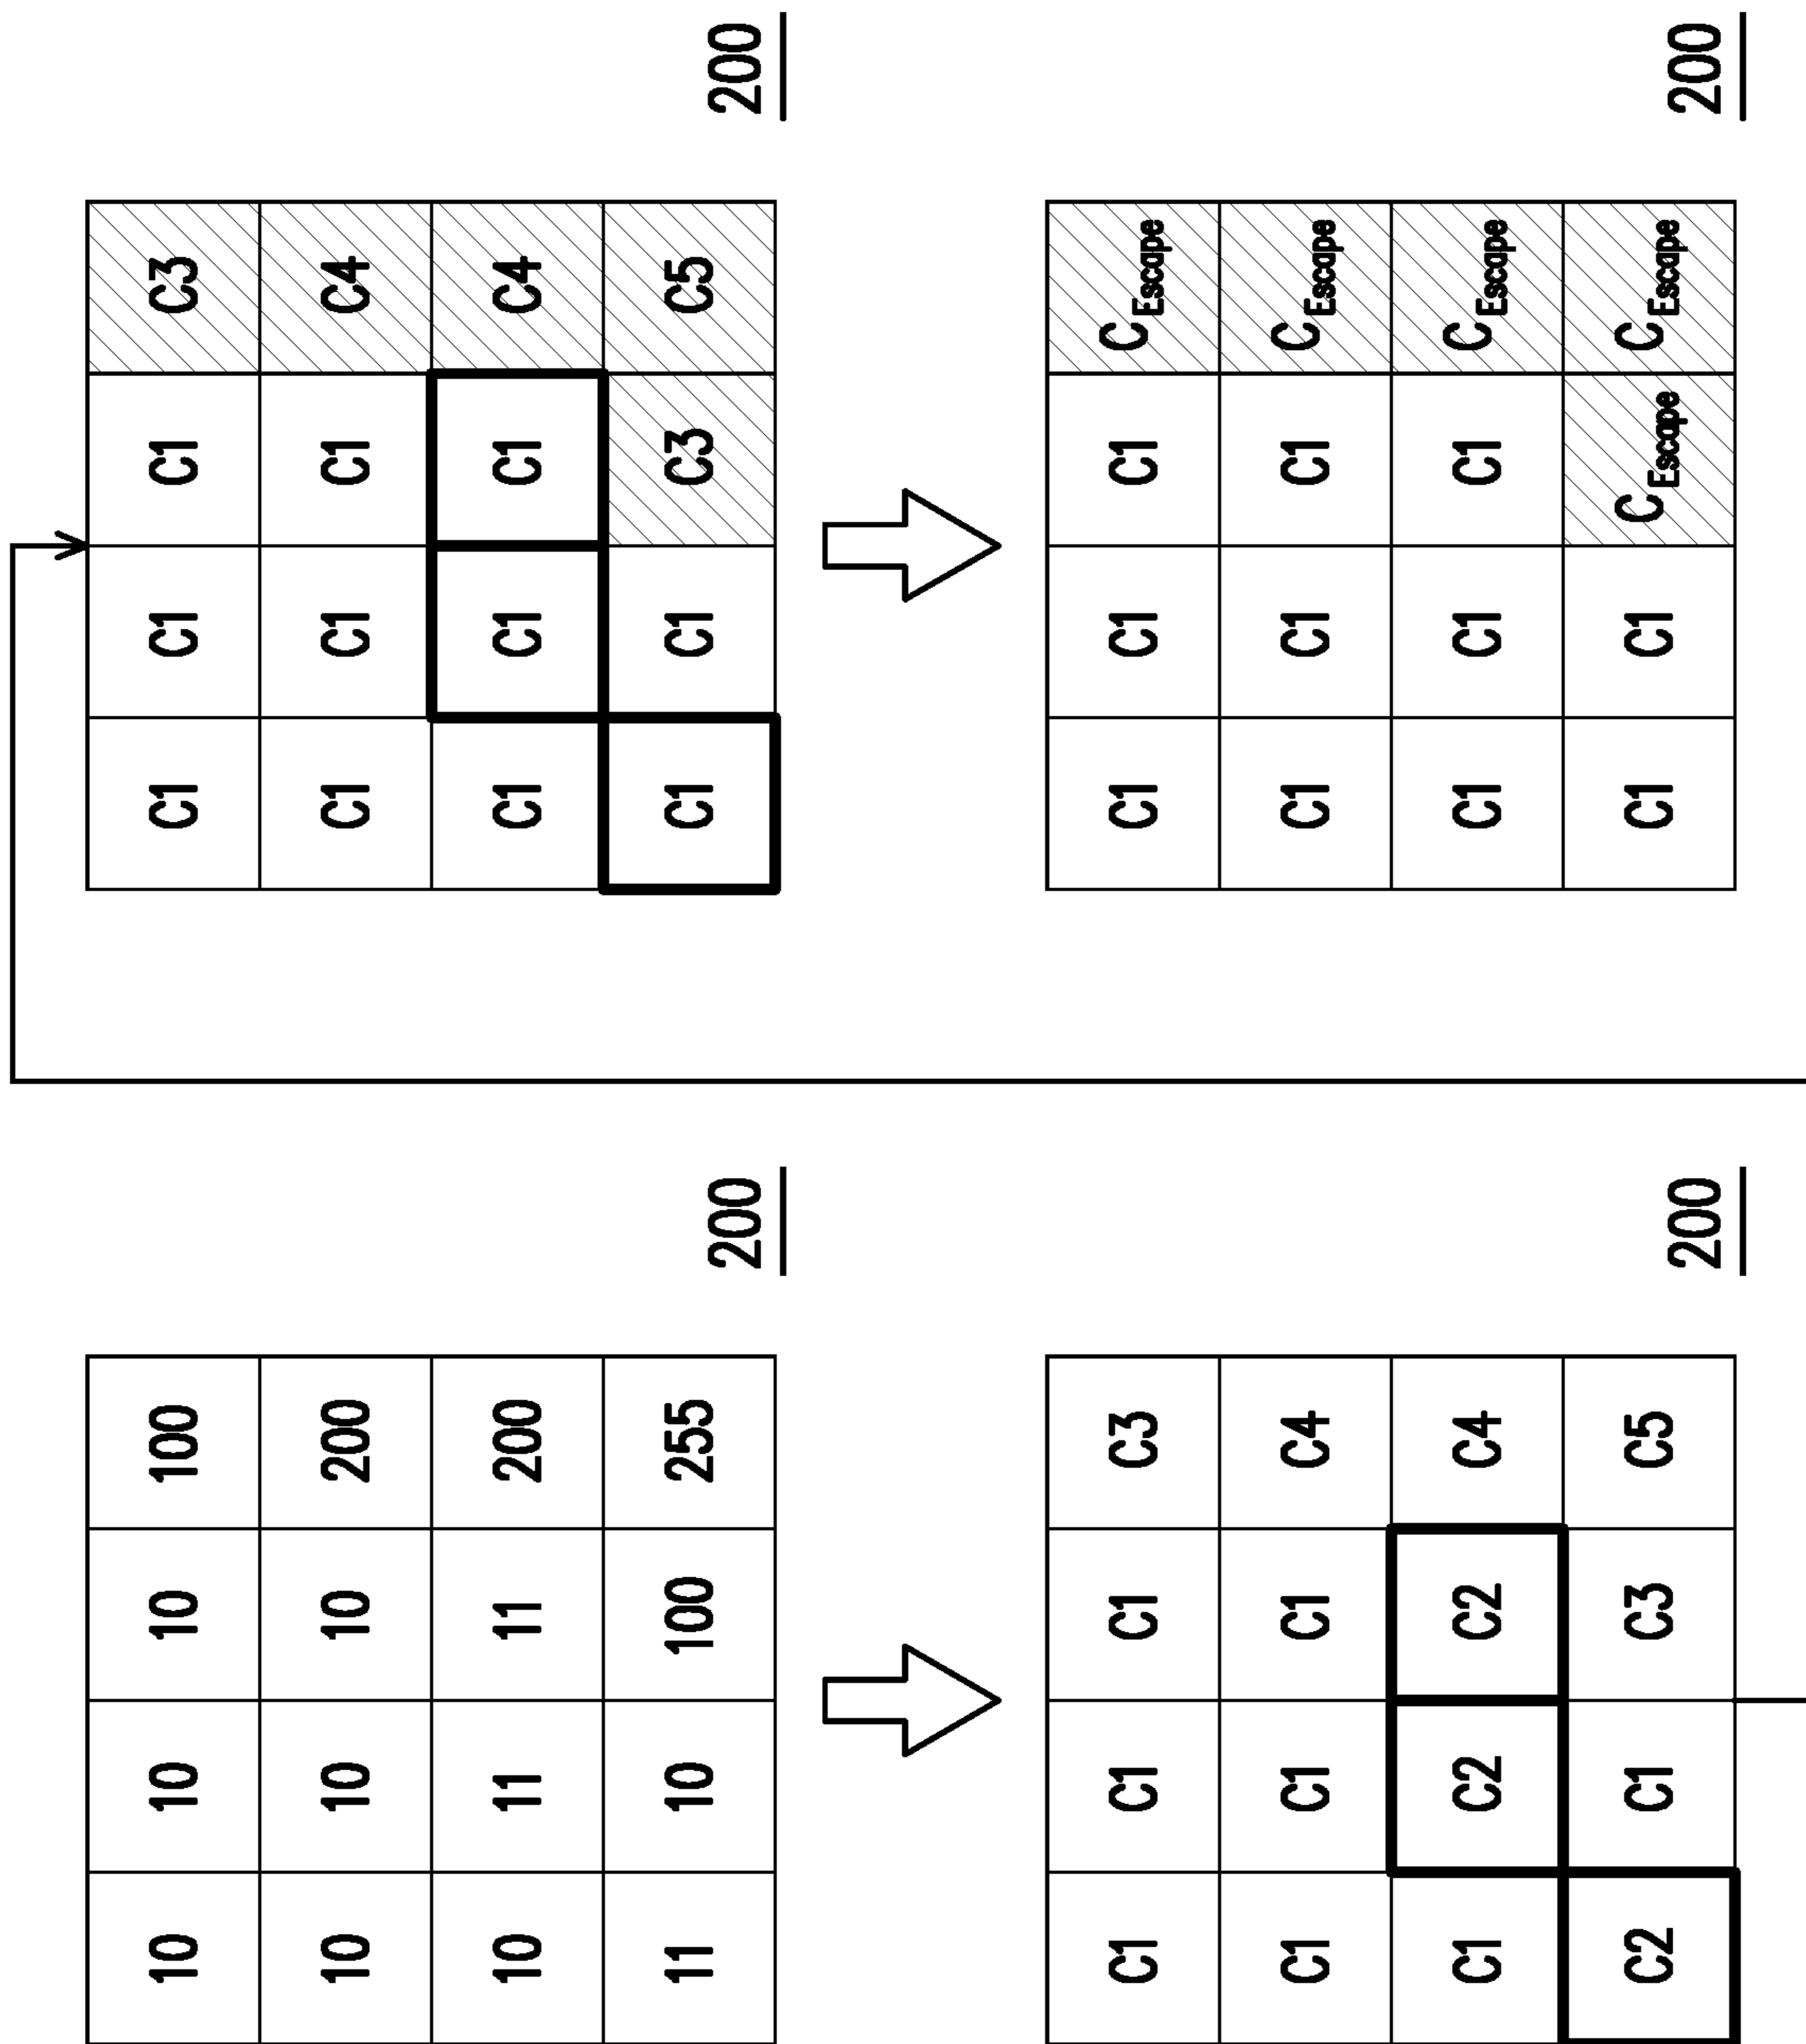 10 10 10 100
10 10 10 200
10 11 11 200
11 10 100 255
200
C1 C1 C1 C3
C1 C1 C1 C4
C1 C2 C2 C4
C2 C1 C3 C5
200
C1 C1 C1 C3
C1 C1 C1 C4
C1 C1 C1 C4
C1 C1 C3 C5
200
C1 C1 C1 CEscape
C1 C1 C1 CEscape
C1 C1 C1 CEscape
C1 C1 CEscape CEscape
200